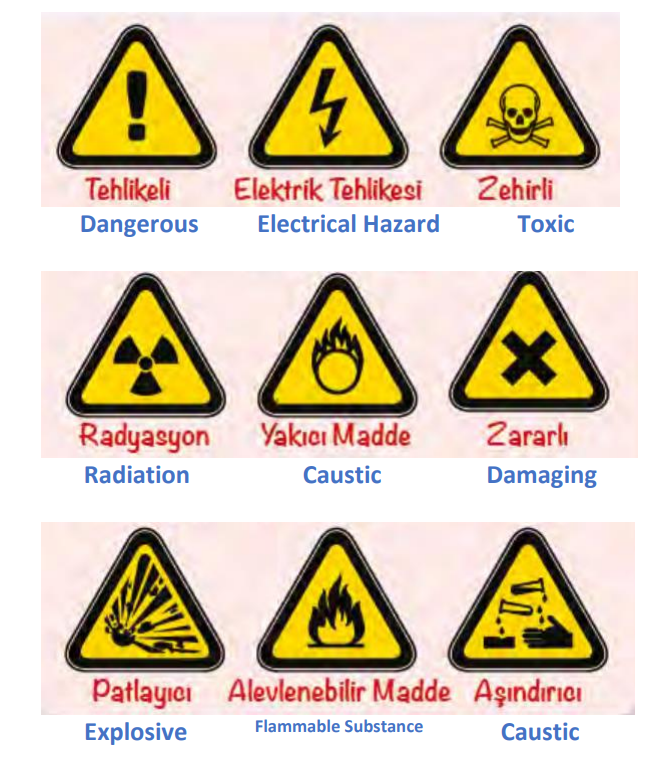 Tehlikeli Elektrik Tehlikesi Zehirli
Dangerous Electrical Hazard Toxic
Radyasyon Yakıcı Madde Zararlı
Radiation Caustic Damaging
Patlayıcı Alevlenebilir Madde Aşındırıcı
Explosive Flammable Substance Caustic